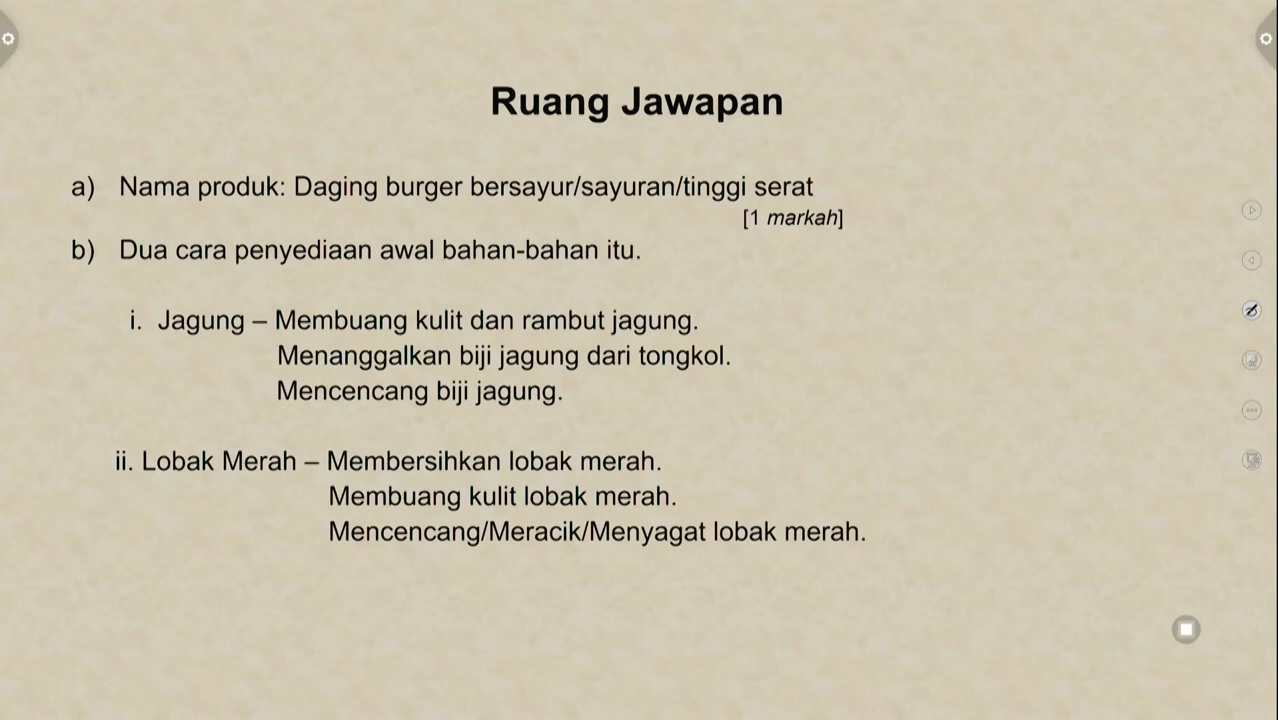 Ruang Jawapan
a) Nama produk: Daging burger bersayur/sayuran/tinggi serat
[1 markah]
b) Dua cara penyediaan awal bahan-bahan itu.
i. Jagung – Membuang kulit dan rambut jagung.
Menanggalkan biji jagung dari tongkol.
Mencencang biji jagung.
ii. Lobak Merah – Membersihkan lobak merah.
Membuang kulit lobak merah.
Mencencang/Meracik/Menyagat lobak merah.